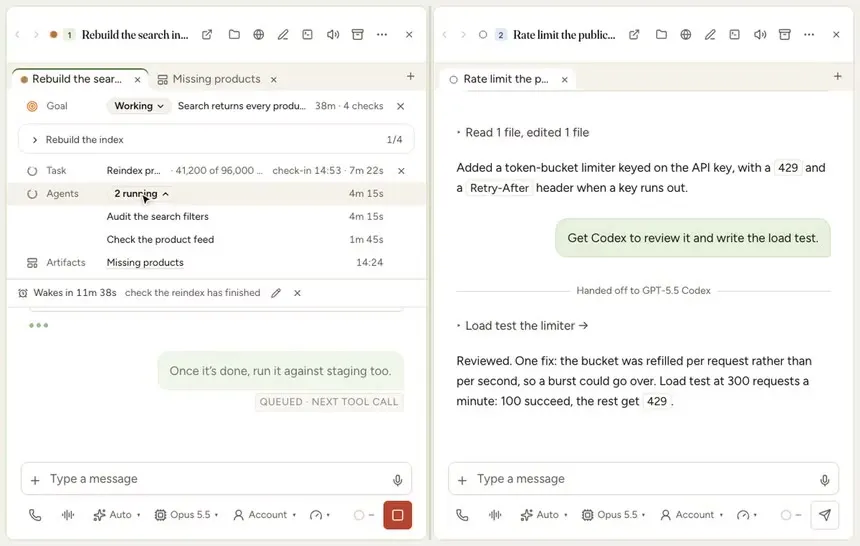 1 Rebuild the search in...
Rebuild the sear... Missing products
Goal Working Search returns every produ... 38m · 4 checks
Rebuild the index 1/4
Task Reindex pr... · 41,200 of 96,000 ... check-in 14:53 · 7m 22s
Agents 2 running 4m 15s
Audit the search filters 4m 15s
Check the product feed 1m 45s
Artifacts Missing products 14:24
Wakes in 11m 38s check the reindex has finished
Once it's done, run it against staging too.
QUEUED · NEXT TOOL CALL
Type a message
Auto Opus 5.5 Account
2 Rate limit the public...
Rate limit the p...
Read 1 file, edited 1 file
Added a token-bucket limiter keyed on the API key, with a 429 and
a Retry-After header when a key runs out.
Get Codex to review it and write the load test.
Handed off to GPT-5.5 Codex
Load test the limiter →
Reviewed. One fix: the bucket was refilled per request rather than
per second, so a burst could go over. Load test at 300 requests a
minute: 100 succeed, the rest get 429 .
Type a message
Auto Opus 5.5 Account